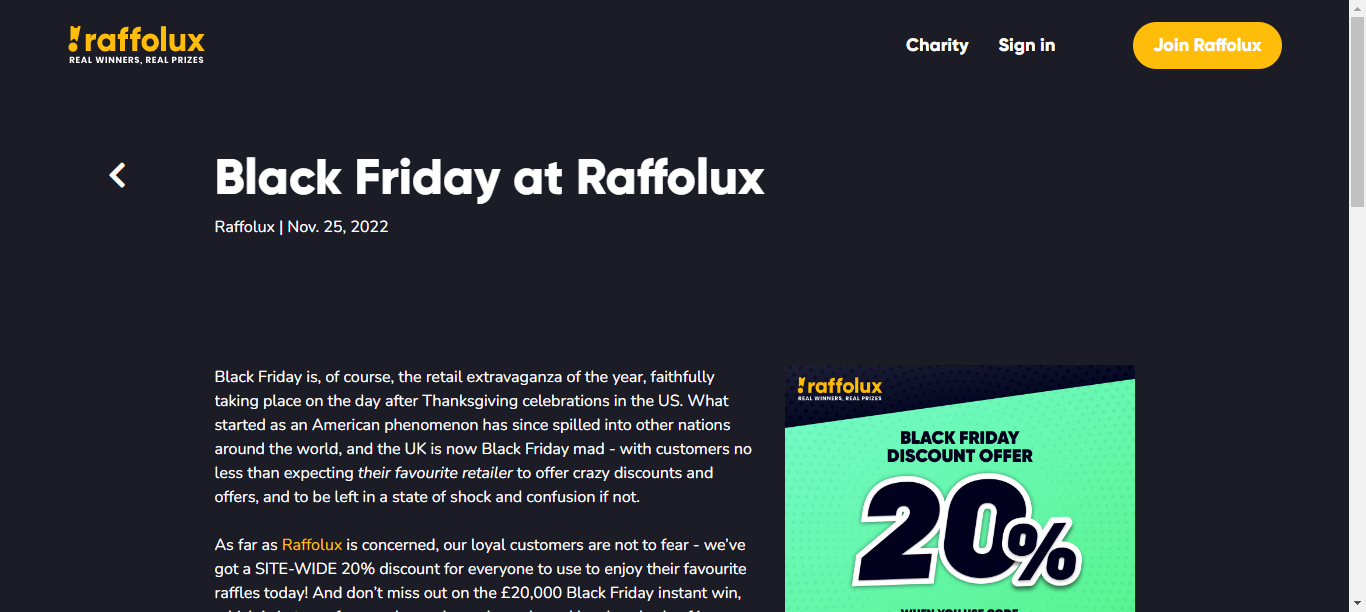 raffolux
REAL WINNERS, REAL PRIZES
Charity
Sign in
Join Raffolux
Black Friday at Raffolux
Raffolux | Nov. 25, 2022
Black Friday is, of course, the retail extravaganza of the year, faithfully
taking place on the day after Thanksgiving celebrations in the US. What
started as an American phenomenon has since spilled into other nations
around the world, and the UK is now Black Friday mad - with customers no
less than expecting their favourite retailer to offer crazy discounts and
offers, and to be left in a state of shock and confusion if not.
As far as Raffolux is concerned, our loyal customers are not to fear - we've
got a SITE-WIDE 20% discount for everyone to use to enjoy their favourite
raffles today! And don't miss out on the £20,000 Black Friday instant win,
raffolux
REAL WINNERS, REAL PRIZES
BLACK FRIDAY
DISCOUNT OFFER
20%
WHEN YOU USE CODE